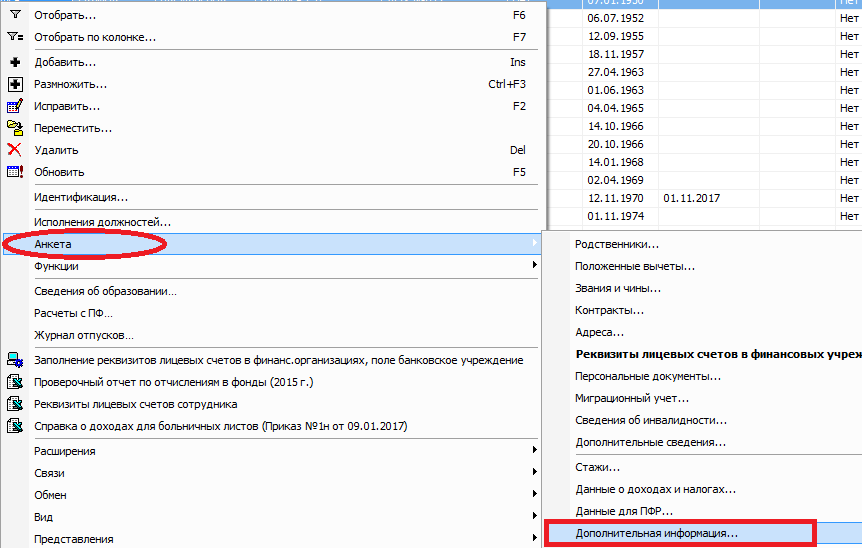 07.01.1950 Нет
Отобрать... F6
06.07.1952 Нет
Отобрать по колонке... F7
12.09.1955 Нет
18.11.1957 Нет
Добавить... Ins
27.04.1963 Нет
Размножить... Ctrl+F3
01.06.1963 Нет
Исправить... F2
04.04.1965 Нет
Переместить...
14.10.1966 Нет
20.10.1966 Нет
Удалить Del
14.01.1968 Нет
Обновить F5
02.04.1969 Нет
Идентификация...
12.11.1970 01.11.2017 Нет
Исполнения должностей...
01.11.1974 Нет
Анкета
Функции
Сведения об образовании...
Расчеты с ПФ...
Журнал отпусков...
Заполнение реквизитов лицевых счетов в финанс.организациях, поле банковское учреждение
Проверочный отчет по отчислениям в фонды (2015 г.)
Реквизиты лицевых счетов сотрудника
Справка о доходах для больничных листов (Приказ №1н от 09.01.2017)
Расширения
Связи
Обмен
Вид
Представления
Родственники...
Положенные вычеты...
Звания и чины...
Контракты...
Адреса...
Реквизиты лицевых счетов в финансовых учреж
Персональные документы...
Миграционный учет...
Сведения об инвалидности...
Дополнительные сведения...
Стажи...
Данные о доходах и налогах...
Данные для ПФР...
Дополнительная информация...